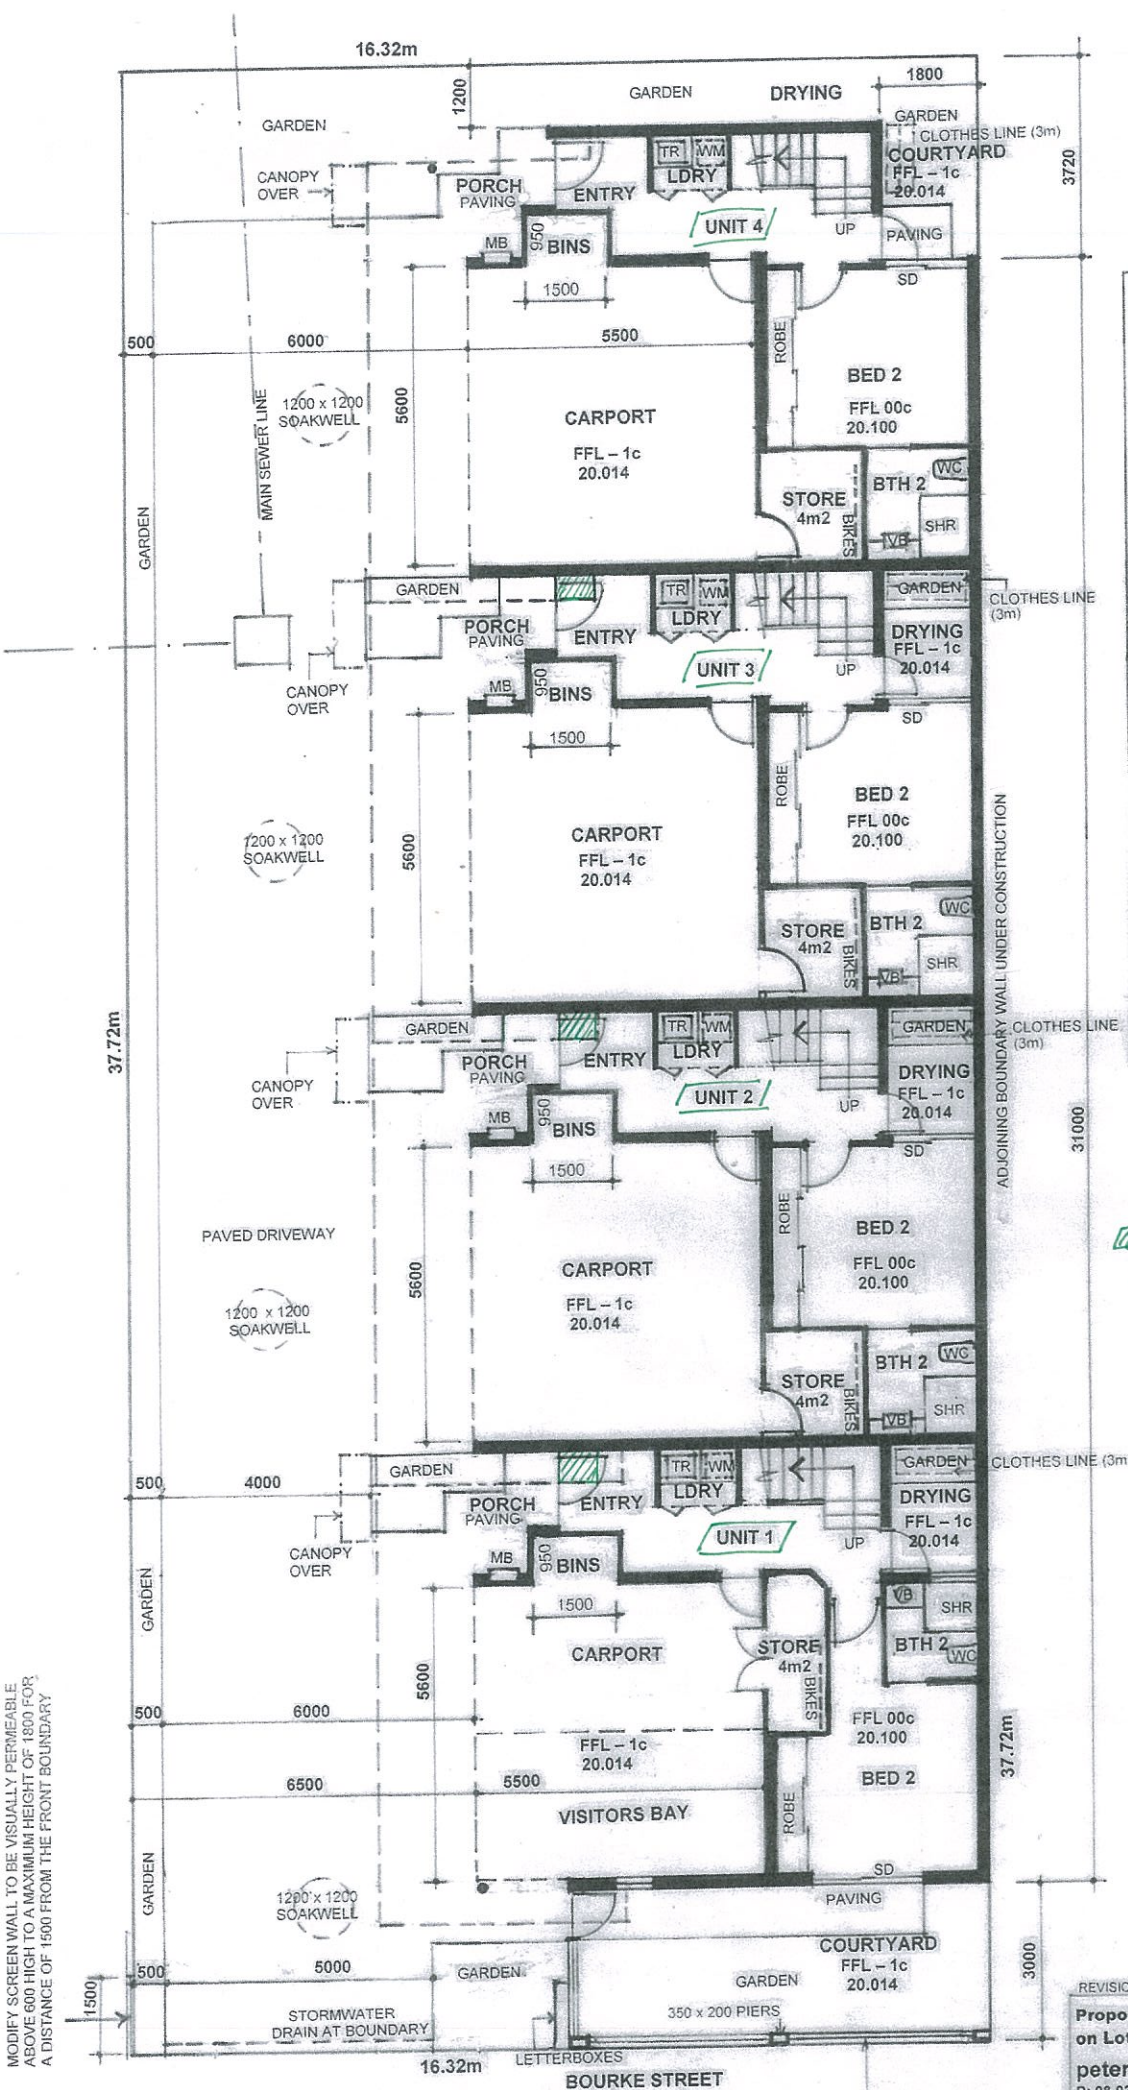 16.32m
1800
1200
GARDEN
DRYING
GARDEN
GARDEN
CLOTHES LINE (3m)
COURTYARD
FFL – 1c
20.014
3720
CANOPY
OVER
PORCH
PAVING
ENTRY
TR
WM
LDRY
UNIT 4
UP
PAVING
MB
950
BINS
SD
1500
500
6000
5500
ROBE
BED 2
FFL 00c
20.100
1200 x 1200
SOAKWELL
MAIN SEWER LINE
5600
CARPORT
FFL – 1c
20.014
STORE
4m2
BIKES
BTH 2
WC
SHR
VB
GARDEN
GARDEN
PORCH
PAVING
ENTRY
TR
WM
LDRY
GARDEN
CLOTHES LINE
(3m)
DRYING
FFL – 1c
20.014
UNIT 3
UP
CANOPY
OVER
MB
950
BINS
SD
1500
ROBE
BED 2
FFL 00c
20.100
1200 x 1200
SOAKWELL
5600
CARPORT
FFL – 1c
20.014
STORE
4m2
BIKES
BTH 2
WC
SHR
VB
ADJOINING BOUNDARY WALL UNDER CONSTRUCTION
37.72m
GARDEN
PORCH
PAVING
ENTRY
TR
WM
LDRY
GARDEN
CLOTHES LINE
(3m)
DRYING
FFL – 1c
20.014
CANOPY
OVER
UNIT 2
UP
MB
950
BINS
SD
1500
31000
PAVED DRIVEWAY
ROBE
BED 2
FFL 00c
20.100
5600
CARPORT
FFL – 1c
20.014
1200 x 1200
SOAKWELL
STORE
4m2
BIKES
BTH 2
WC
SHR
VB
500
4000
GARDEN
PORCH
PAVING
ENTRY
TR
WM
LDRY
GARDEN
CLOTHES LINE (3m
DRYING
FFL – 1c
20.014
CANOPY
OVER
UNIT 1
UP
MB
950
BINS
1500
GARDEN
VB
SHR
BTH 2
WC
CARPORT
STORE
4m2
BIKES
5600
500
6000
FFL – 1c
20.014
FFL 00c
20.100
BED 2
37.72m
6500
5500
VISITORS BAY
ROBE
SD
GARDEN
1200 x 1200
SOAKWELL
PAVING
COURTYARD
FFL – 1c
20.014
3000
500
5000
GARDEN
GARDEN
1500
STORMWATER
DRAIN AT BOUNDARY
350 x 200 PIERS
16.32m
LETTERBOXES
BOURKE STREET
MODIFY SCREEN WALL TO BE VISUALLY PERMEABLE
ABOVE 600 HIGH TO A MAXIMUM HEIGHT OF 1800 FOR
A DISTANCE OF 1500 FROM THE FRONT BOUNDARY
REVISIO
Propo
on Lot
peter